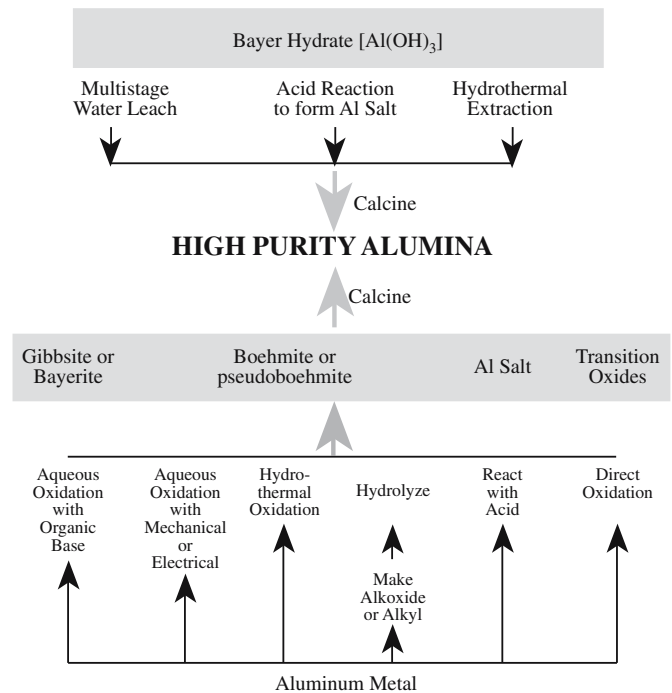 Bayer Hydrate [Al(OH)3]
Multistage
Water Leach
Acid Reaction
to form Al Salt
Hydrothermal
Extraction
Calcine
HIGH PURITY ALUMINA
Calcine
Gibbsite or
Bayerite
Boehmite or
pseudoboehmite
Al Salt
Transition
Oxides
Aqueous
Oxidation
with
Organic
Base
Aqueous
Oxidation
with
Mechanical
or
Electrical
Hydro-
thermal
Oxidation
Hydrolyze
Make
Alkoxide
or Alkyl
React
with
Acid
Direct
Oxidation
Aluminum Metal